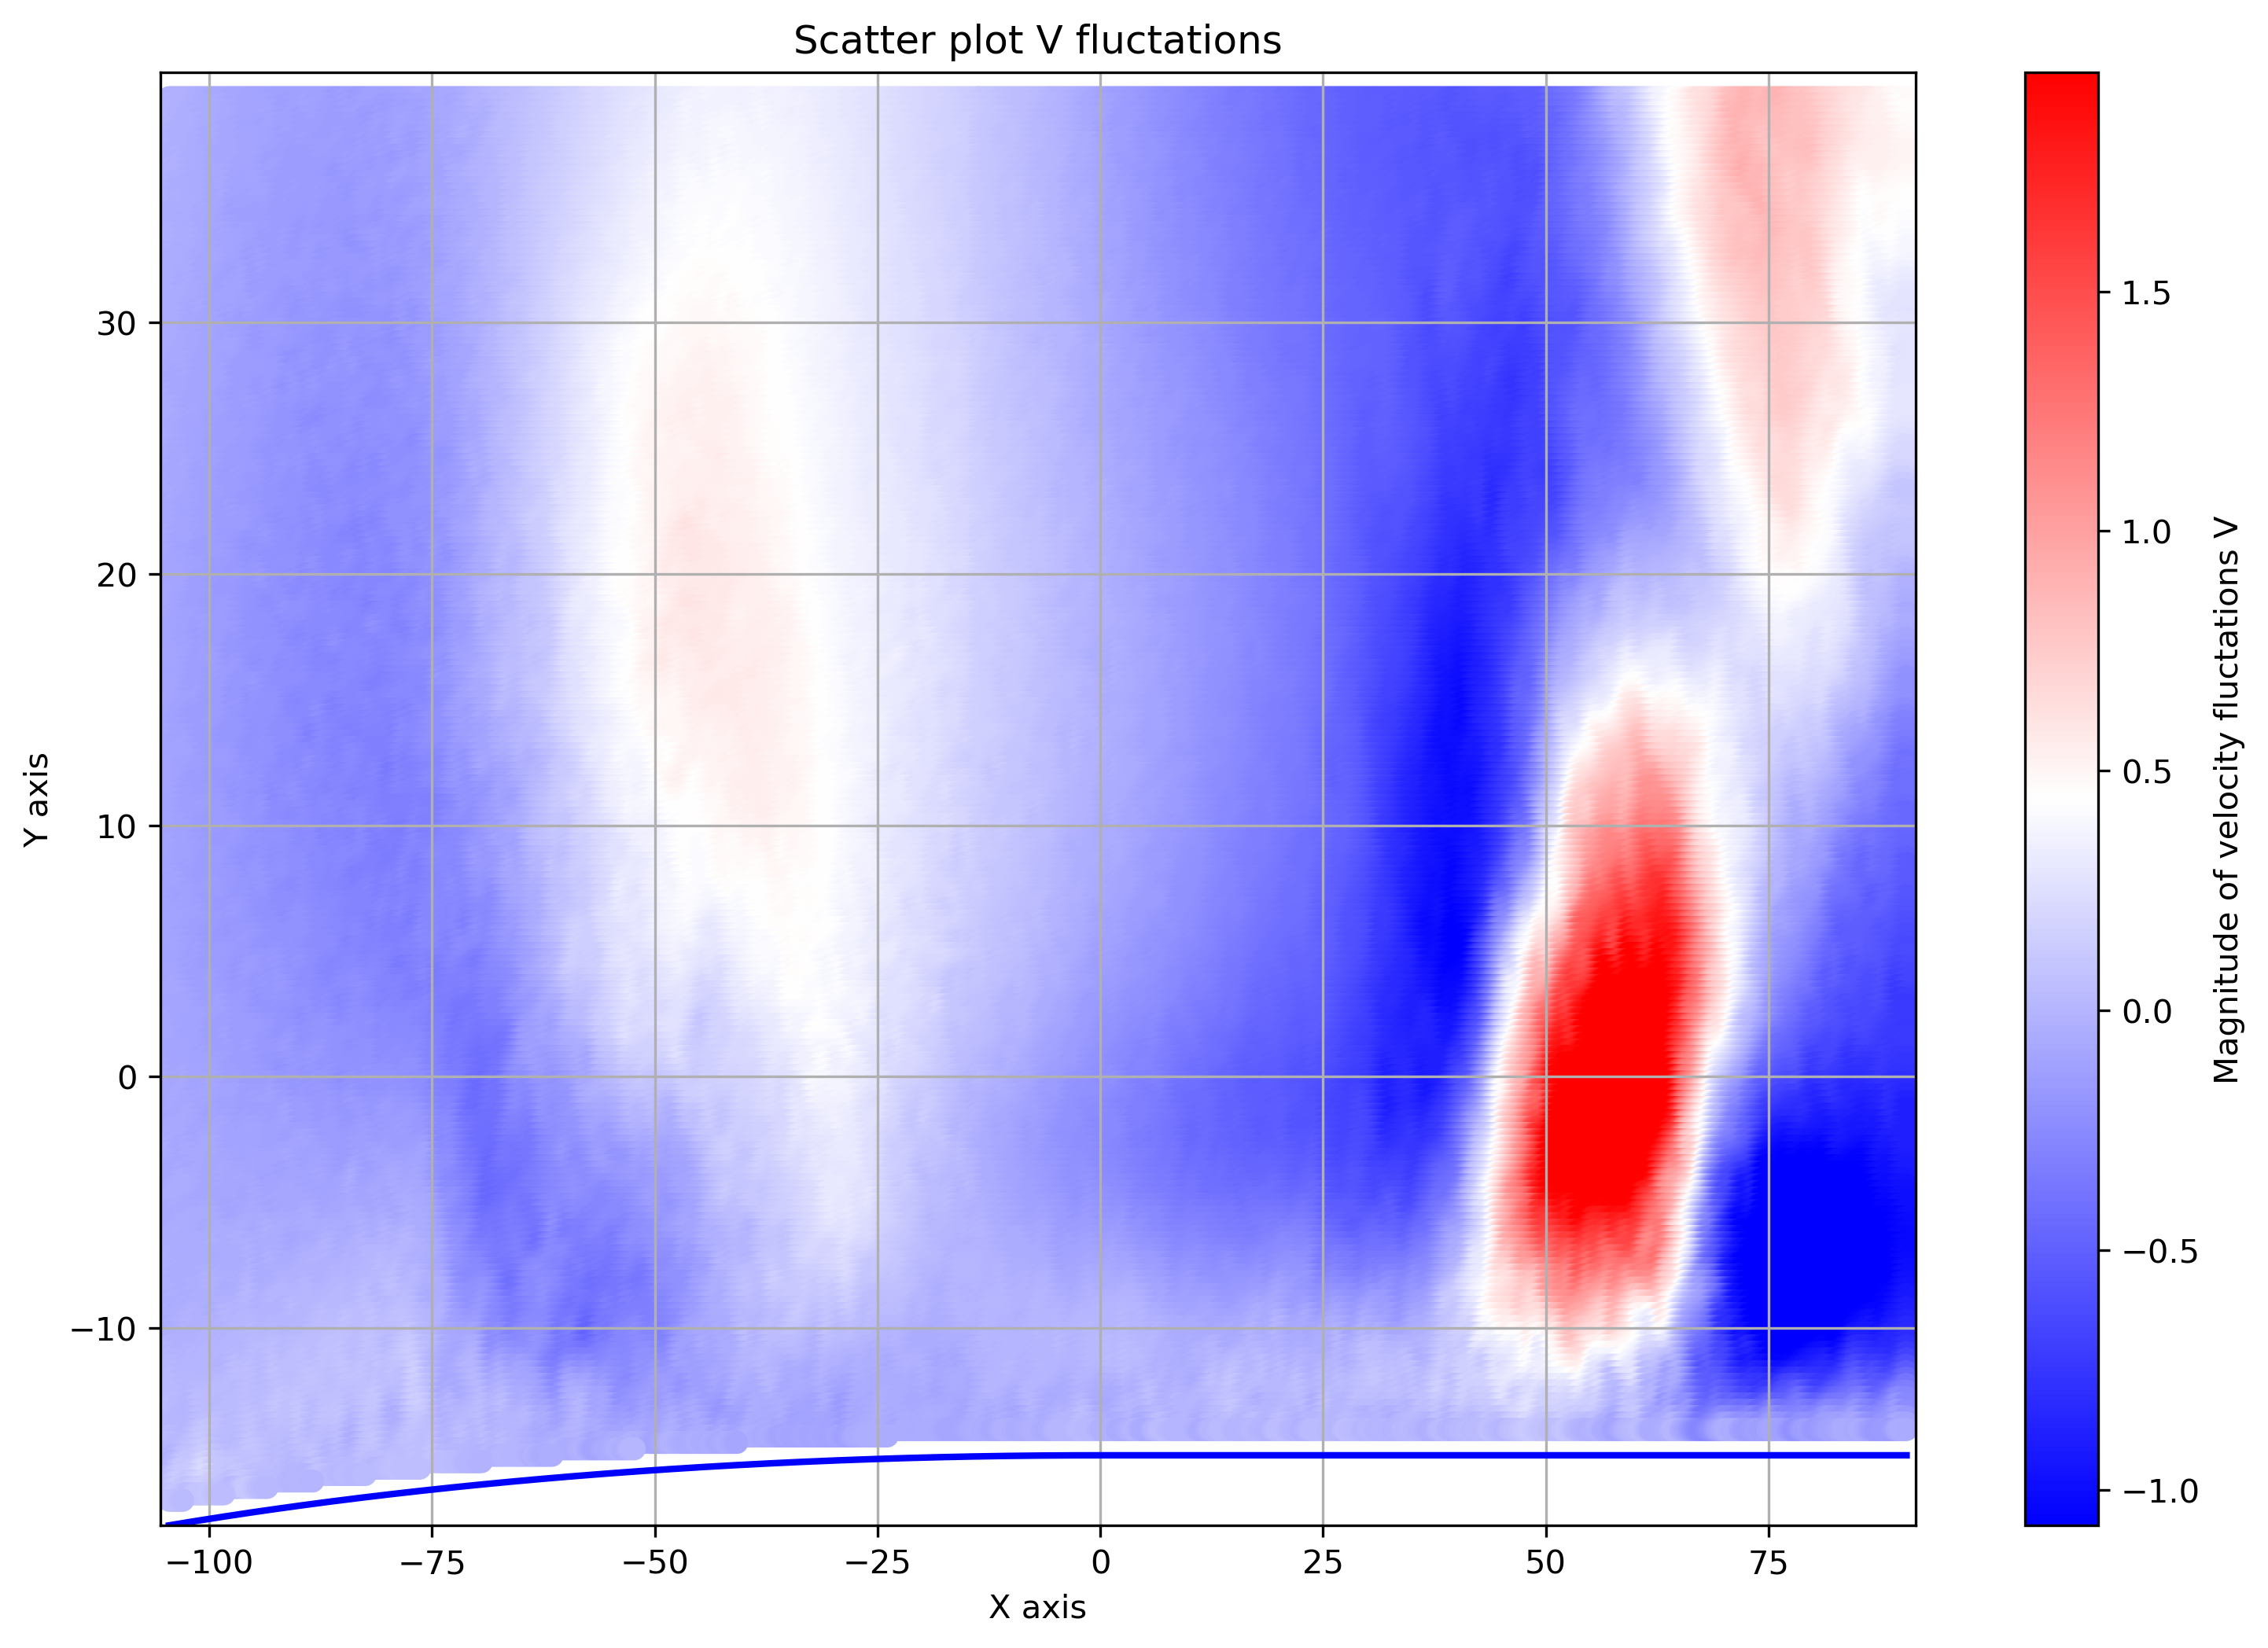 Scatter plot V fluctations
30
20
10
0
−10
Y axis
−100 −75 −50 −25 0 25 50 75
X axis
1.5
1.0
0.5
0.0
−0.5
−1.0
Magnitude of velocity fluctations V